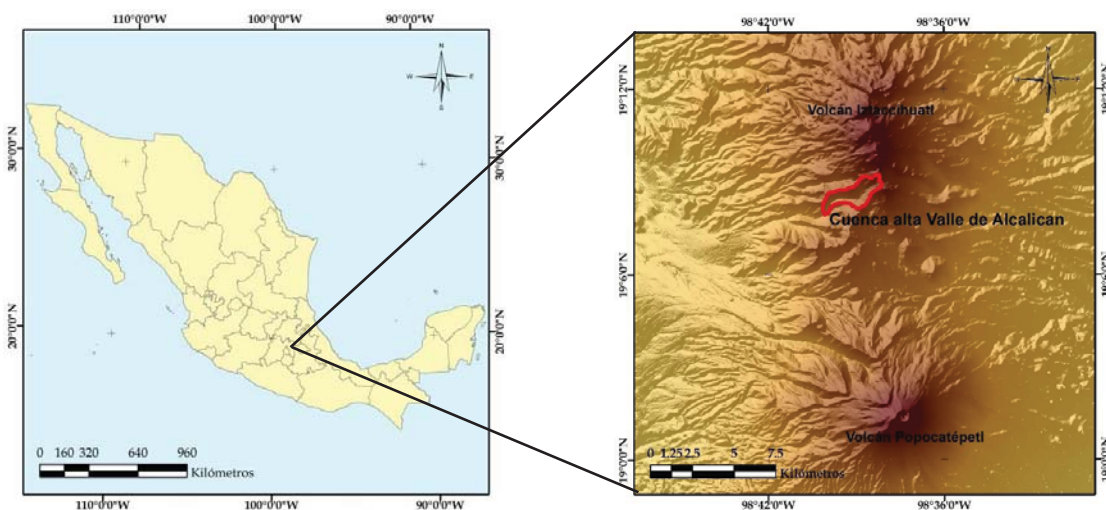 110°0'0"W 100°0'0"W 90°0'0"W
N
W E
S
30°0'0"N
30°0'0"N
20°0'0"N
20°0'0"N
0 160 320 640 960
Kilómetros
110°0'0"W 100°0'0"W 90°0'0"W
98°42'0"W 98°36'0"W
N
19°12'0"N
Volcán Iztaccíhuatl
Cuenca alta Valle de Alcalican
19°6'0"N
Volcán Popocatépetl
19°0'0"N
19°0'0"N
0 1.25 2.5 5 7.5
Kilómetros
98°42'0"W 98°36'0"W